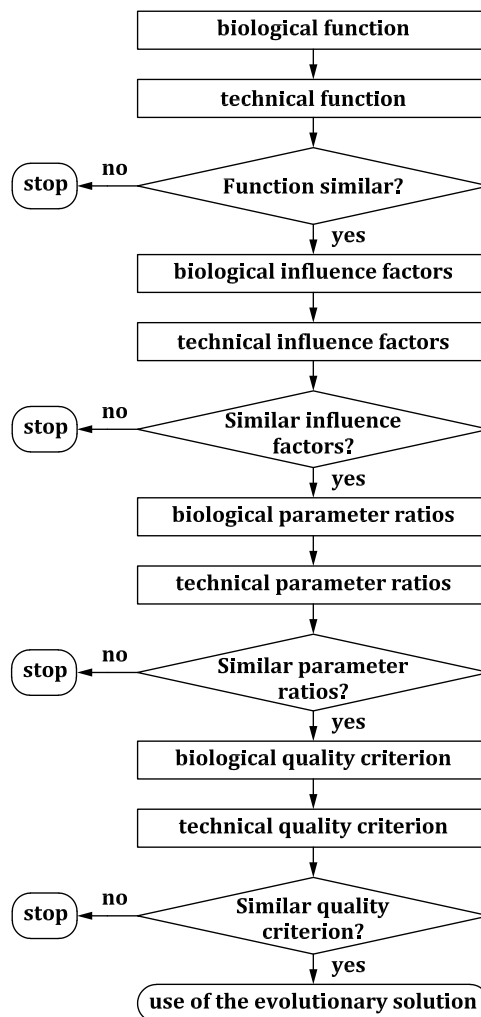 biological function
technical function
no
stop
Function similar?
yes
biological influence factors
technical influence factors
no
stop
Similar influence
factors?
yes
biological parameter ratios
technical parameter ratios
no
stop
Similar parameter
ratios?
yes
biological quality criterion
technical quality criterion
no
stop
Similar quality
criterion?
yes
use of the evolutionary solution